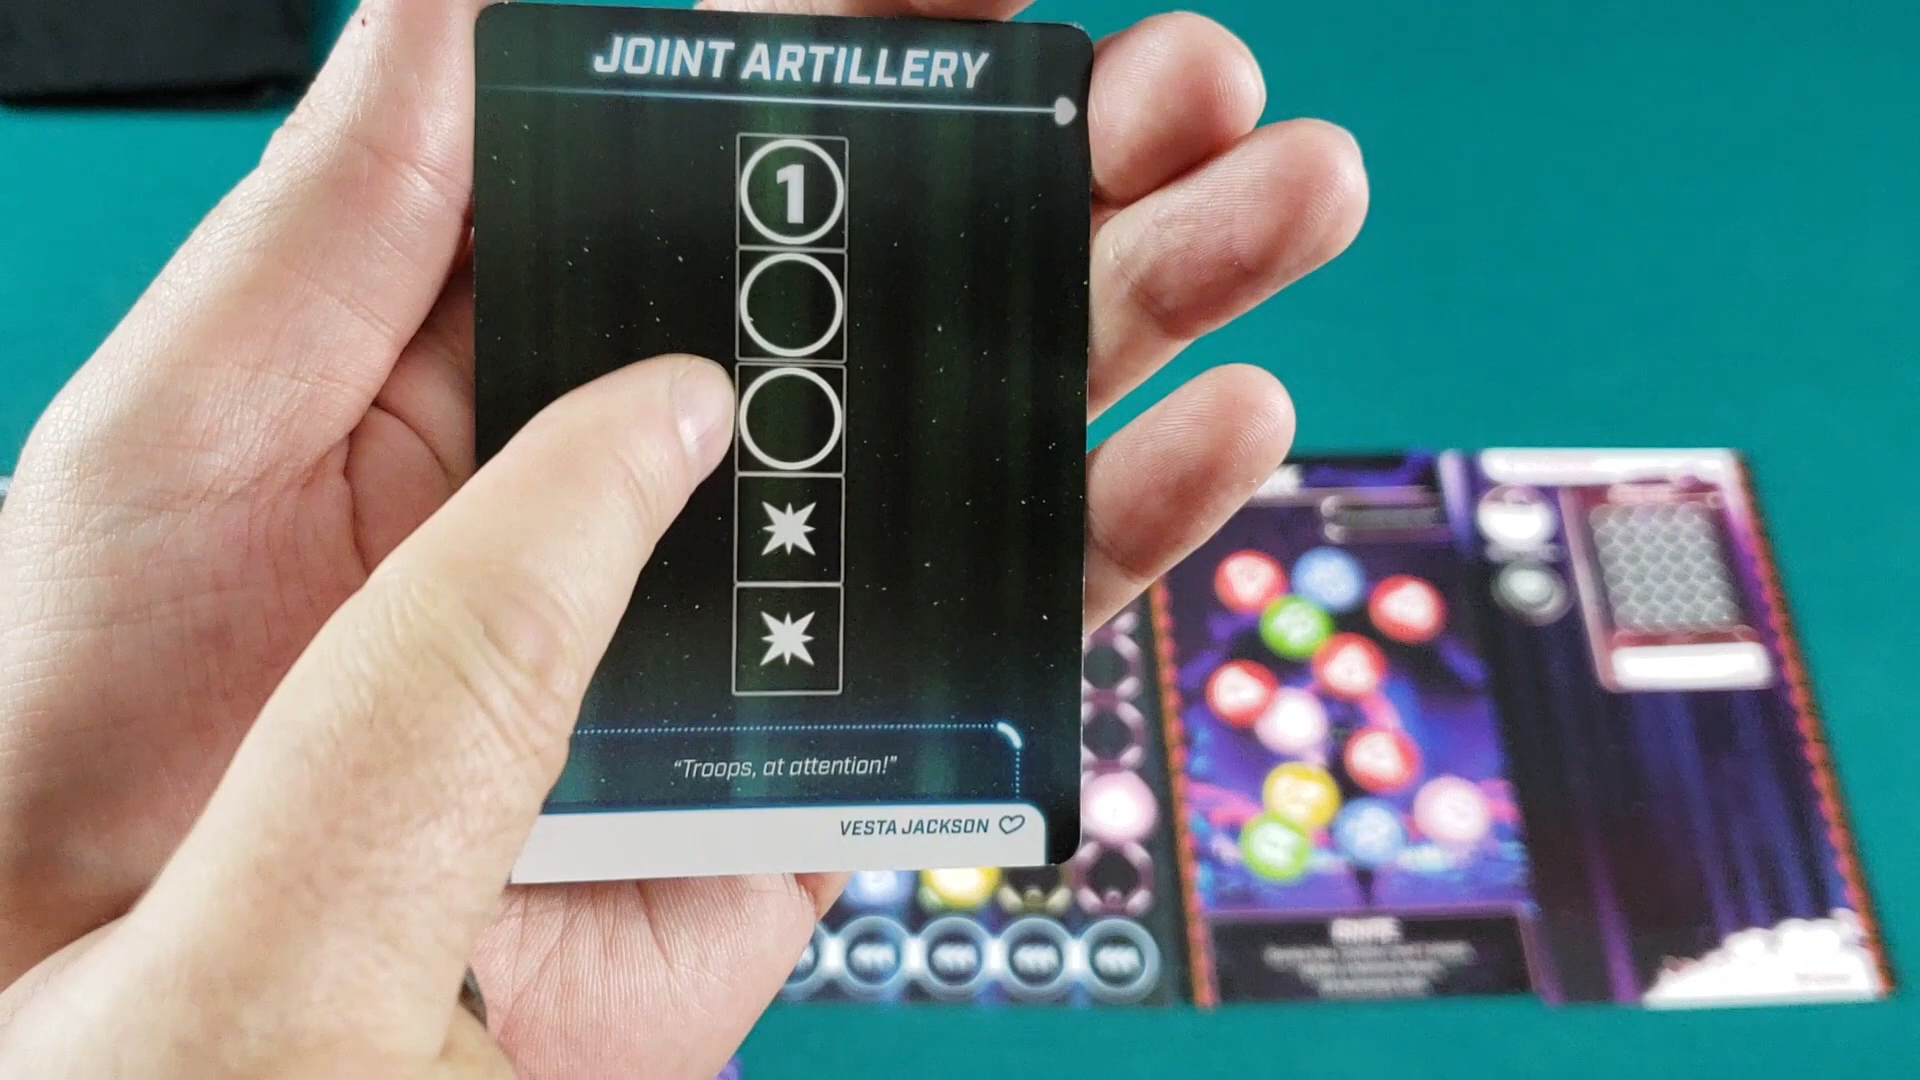 JOINT ARTILLERY
1
“Troops, at attention!”
VESTA JACKSON